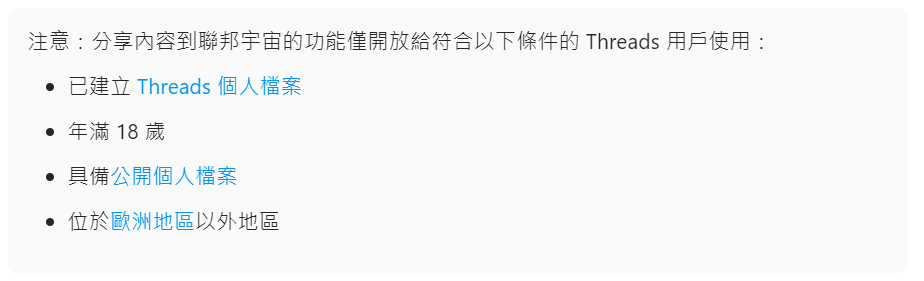 注意：分享內容到聯邦宇宙的功能僅開放給符合以下條件的 Threads 用戶使用：
• 已建立 Threads 個人檔案
• 年滿 18 歲
• 具備公開個人檔案
• 位於歐洲地區以外地區